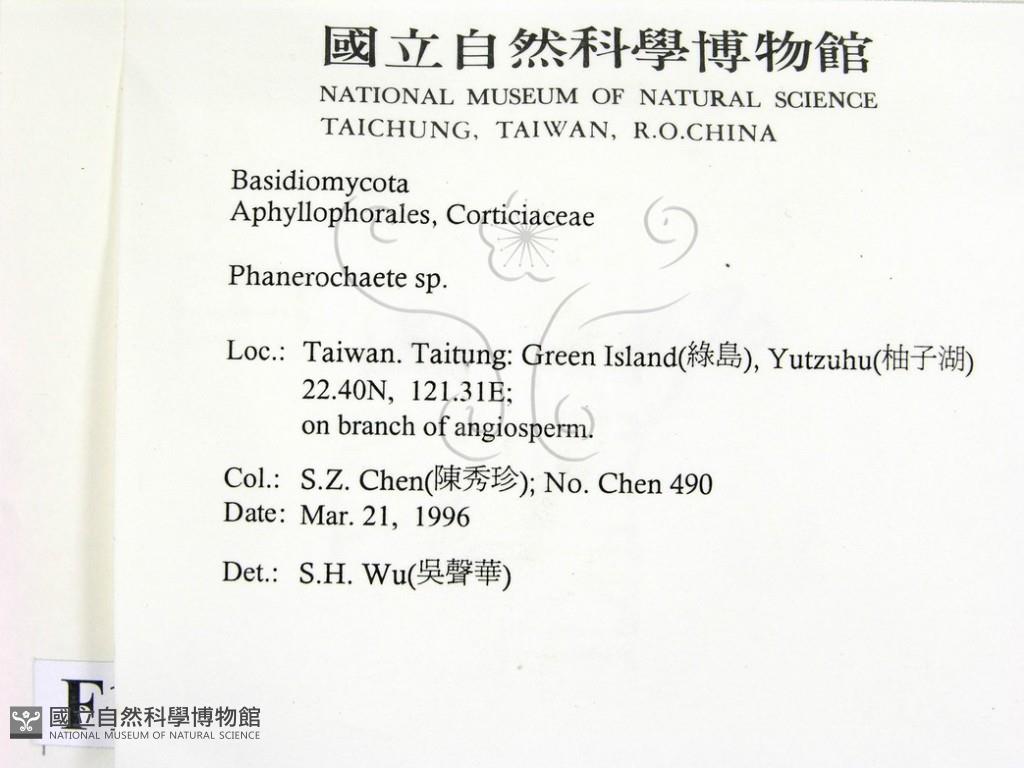 國立自然科學博物館
NATIONAL MUSEUM OF NATURAL SCIENCE
TAICHUNG, TAIWAN, R.O.CHINA
Basidiomycota
Aphyllophorales, Corticiaceae
Phanerochaete sp.
Loc.: Taiwan. Taitung: Green Island(綠島), Yutzuhu(柚子湖)
22.40N, 121.31E;
on branch of angiosperm.
Col.: S.Z. Chen(陳秀珍); No. Chen 490
Date: Mar. 21, 1996
Det.: S.H. Wu(吳聲華)
F
國立自然科學博物館
NATIONAL MUSEUM OF NATURAL SCIENCE